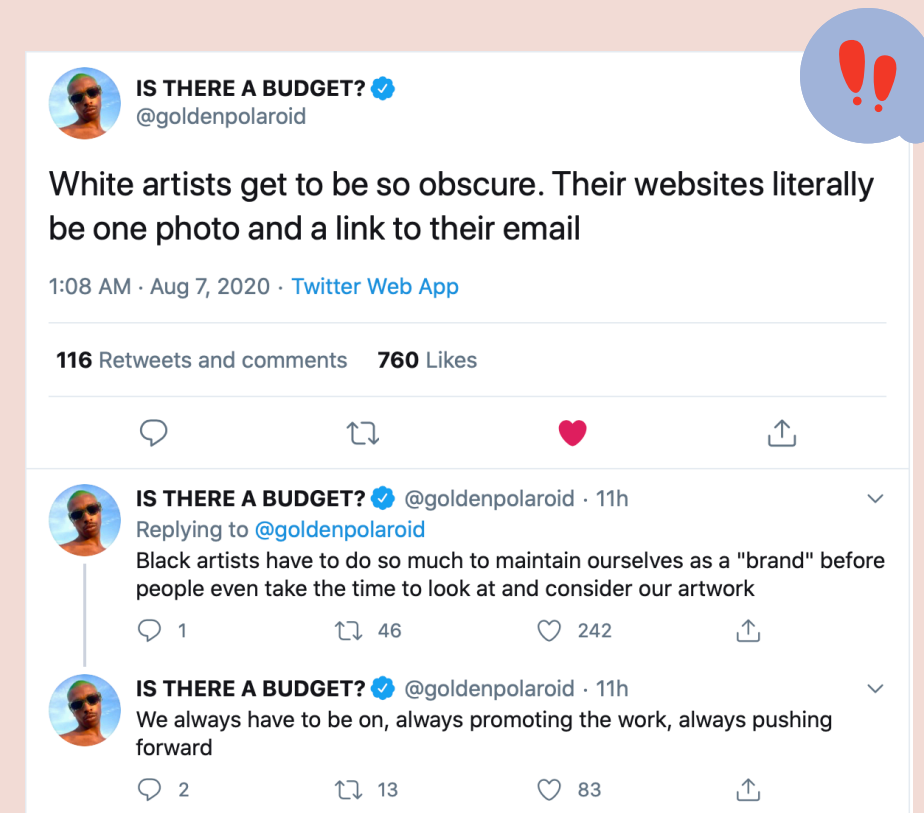 IS THERE A BUDGET?
@goldenpolaroid
White artists get to be so obscure. Their websites literally
be one photo and a link to their email
1:08 AM · Aug 7, 2020 · Twitter Web App
116 Retweets and comments 760 Likes
IS THERE A BUDGET? @goldenpolaroid · 11h
Replying to @goldenpolaroid
Black artists have to do so much to maintain ourselves as a "brand" before
people even take the time to look at and consider our artwork
1 46 242
IS THERE A BUDGET? @goldenpolaroid · 11h
We always have to be on, always promoting the work, always pushing
forward
2 13 83